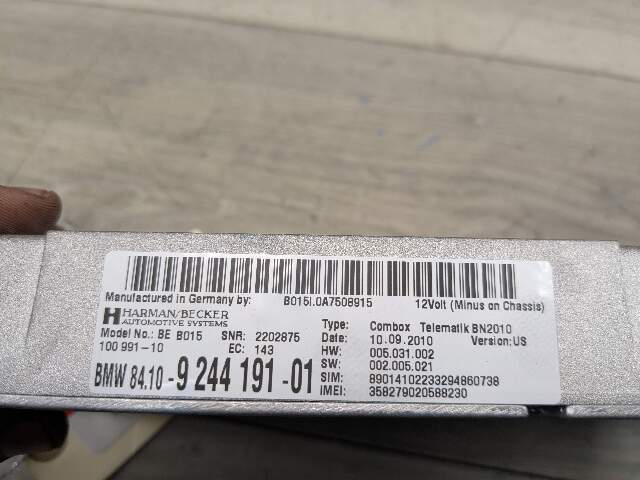 Manufactured in Germany by: B015I.0A7508915 12Volt (Minus on Chassis)
HARMAN/BECKER
AUTOMOTIVE SYSTEMS
Model No.: BE B015 SNR: 2202875
100 991-10 EC: 143
BMW 84.10-9 244 191-01
Type: Combox Telematik BN2010
Date: 10.09.2010 Version: US
HW: 005.031.002
SW: 002.005.021
SIM: 89014102233294860738
IMEI: 358279020588230